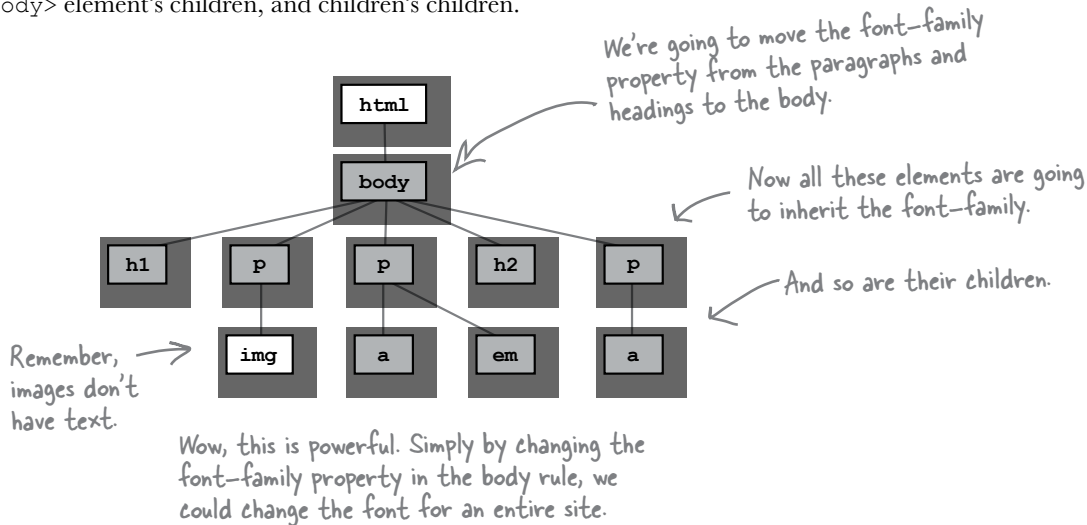 ody> element's children, and children's children.
We're going to move the font-family
property from the paragraphs and
headings to the body.
html
body
Now all these elements are going
to inherit the font-family.
h1 p p h2 p
And so are their children.
img a em a
Remember,
images don't
have text.
Wow, this is powerful. Simply by changing the
font-family property in the body rule, we
could change the font for an entire site.